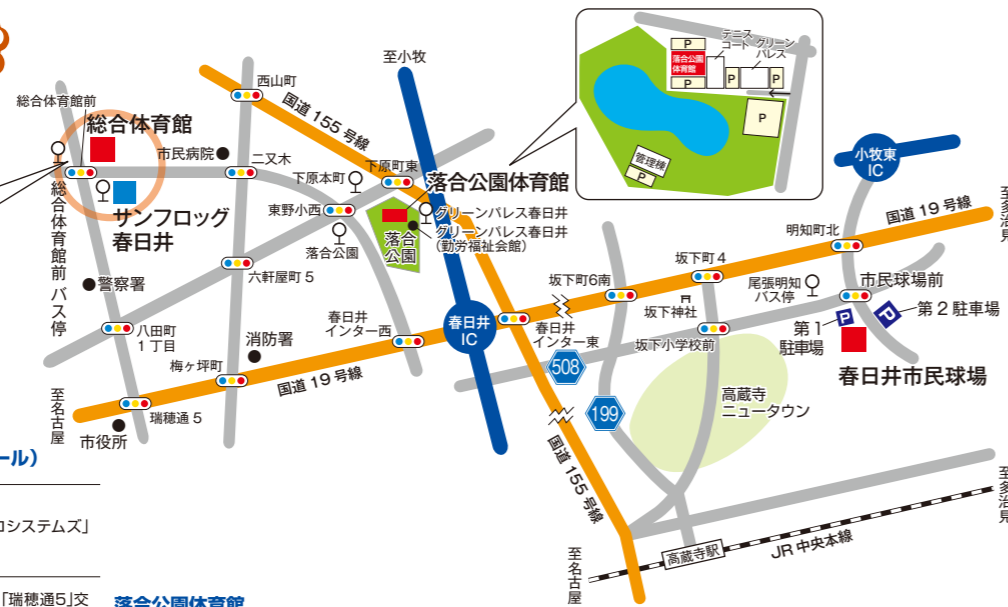 至小牧
西山町
国道155号線
総合体育館前
総合体育館
市民病院
二又木
下原本町
下原町東
落合公園体育館
グリーンパレス春日井
グリーンパレス春日井
(勤労福祉会館)
東野小西
落合公園
落合
公園
サンフロッグ
春日井
総合体育館前 バス停
警察署
六軒屋町5
八田町
1丁目
消防署
春日井
インター西
春日井
IC
春日井
インター東
梅ヶ坪町
国道19号線
至名古屋
瑞穂通5
市役所
テニス
コート
グリーン
パレス
P
落合公園
体育館
P
P
P
P
管理棟
P
小牧東
IC
至多治見
国道19号線
明知町北
坂下町4
坂下町6南
尾張明知
バス停
市民球場前
坂下神社
坂下小学校前
第1
駐車場
P
P
第2駐車場
春日井市民球場
508
199
高蔵寺
ニュータウン
国道155号線
至多治見
JR中央本線
高蔵寺駅
至名古屋
ール）
コシステムズ」
「瑞穂通5」交
落合公園体育館